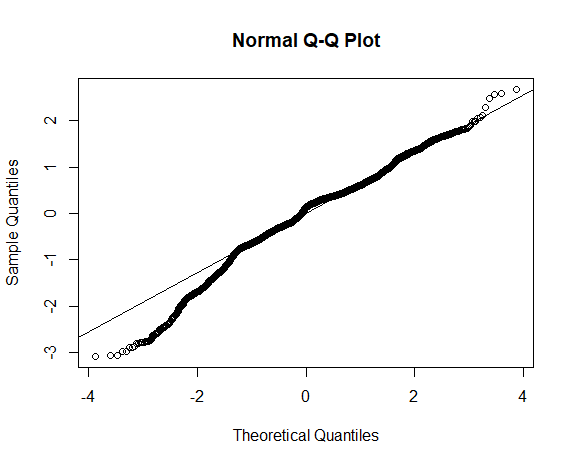 Normal Q-Q Plot
Sample Quantiles
2
1
0
-1
-2
-3
-4 -2 0 2 4
Theoretical Quantiles